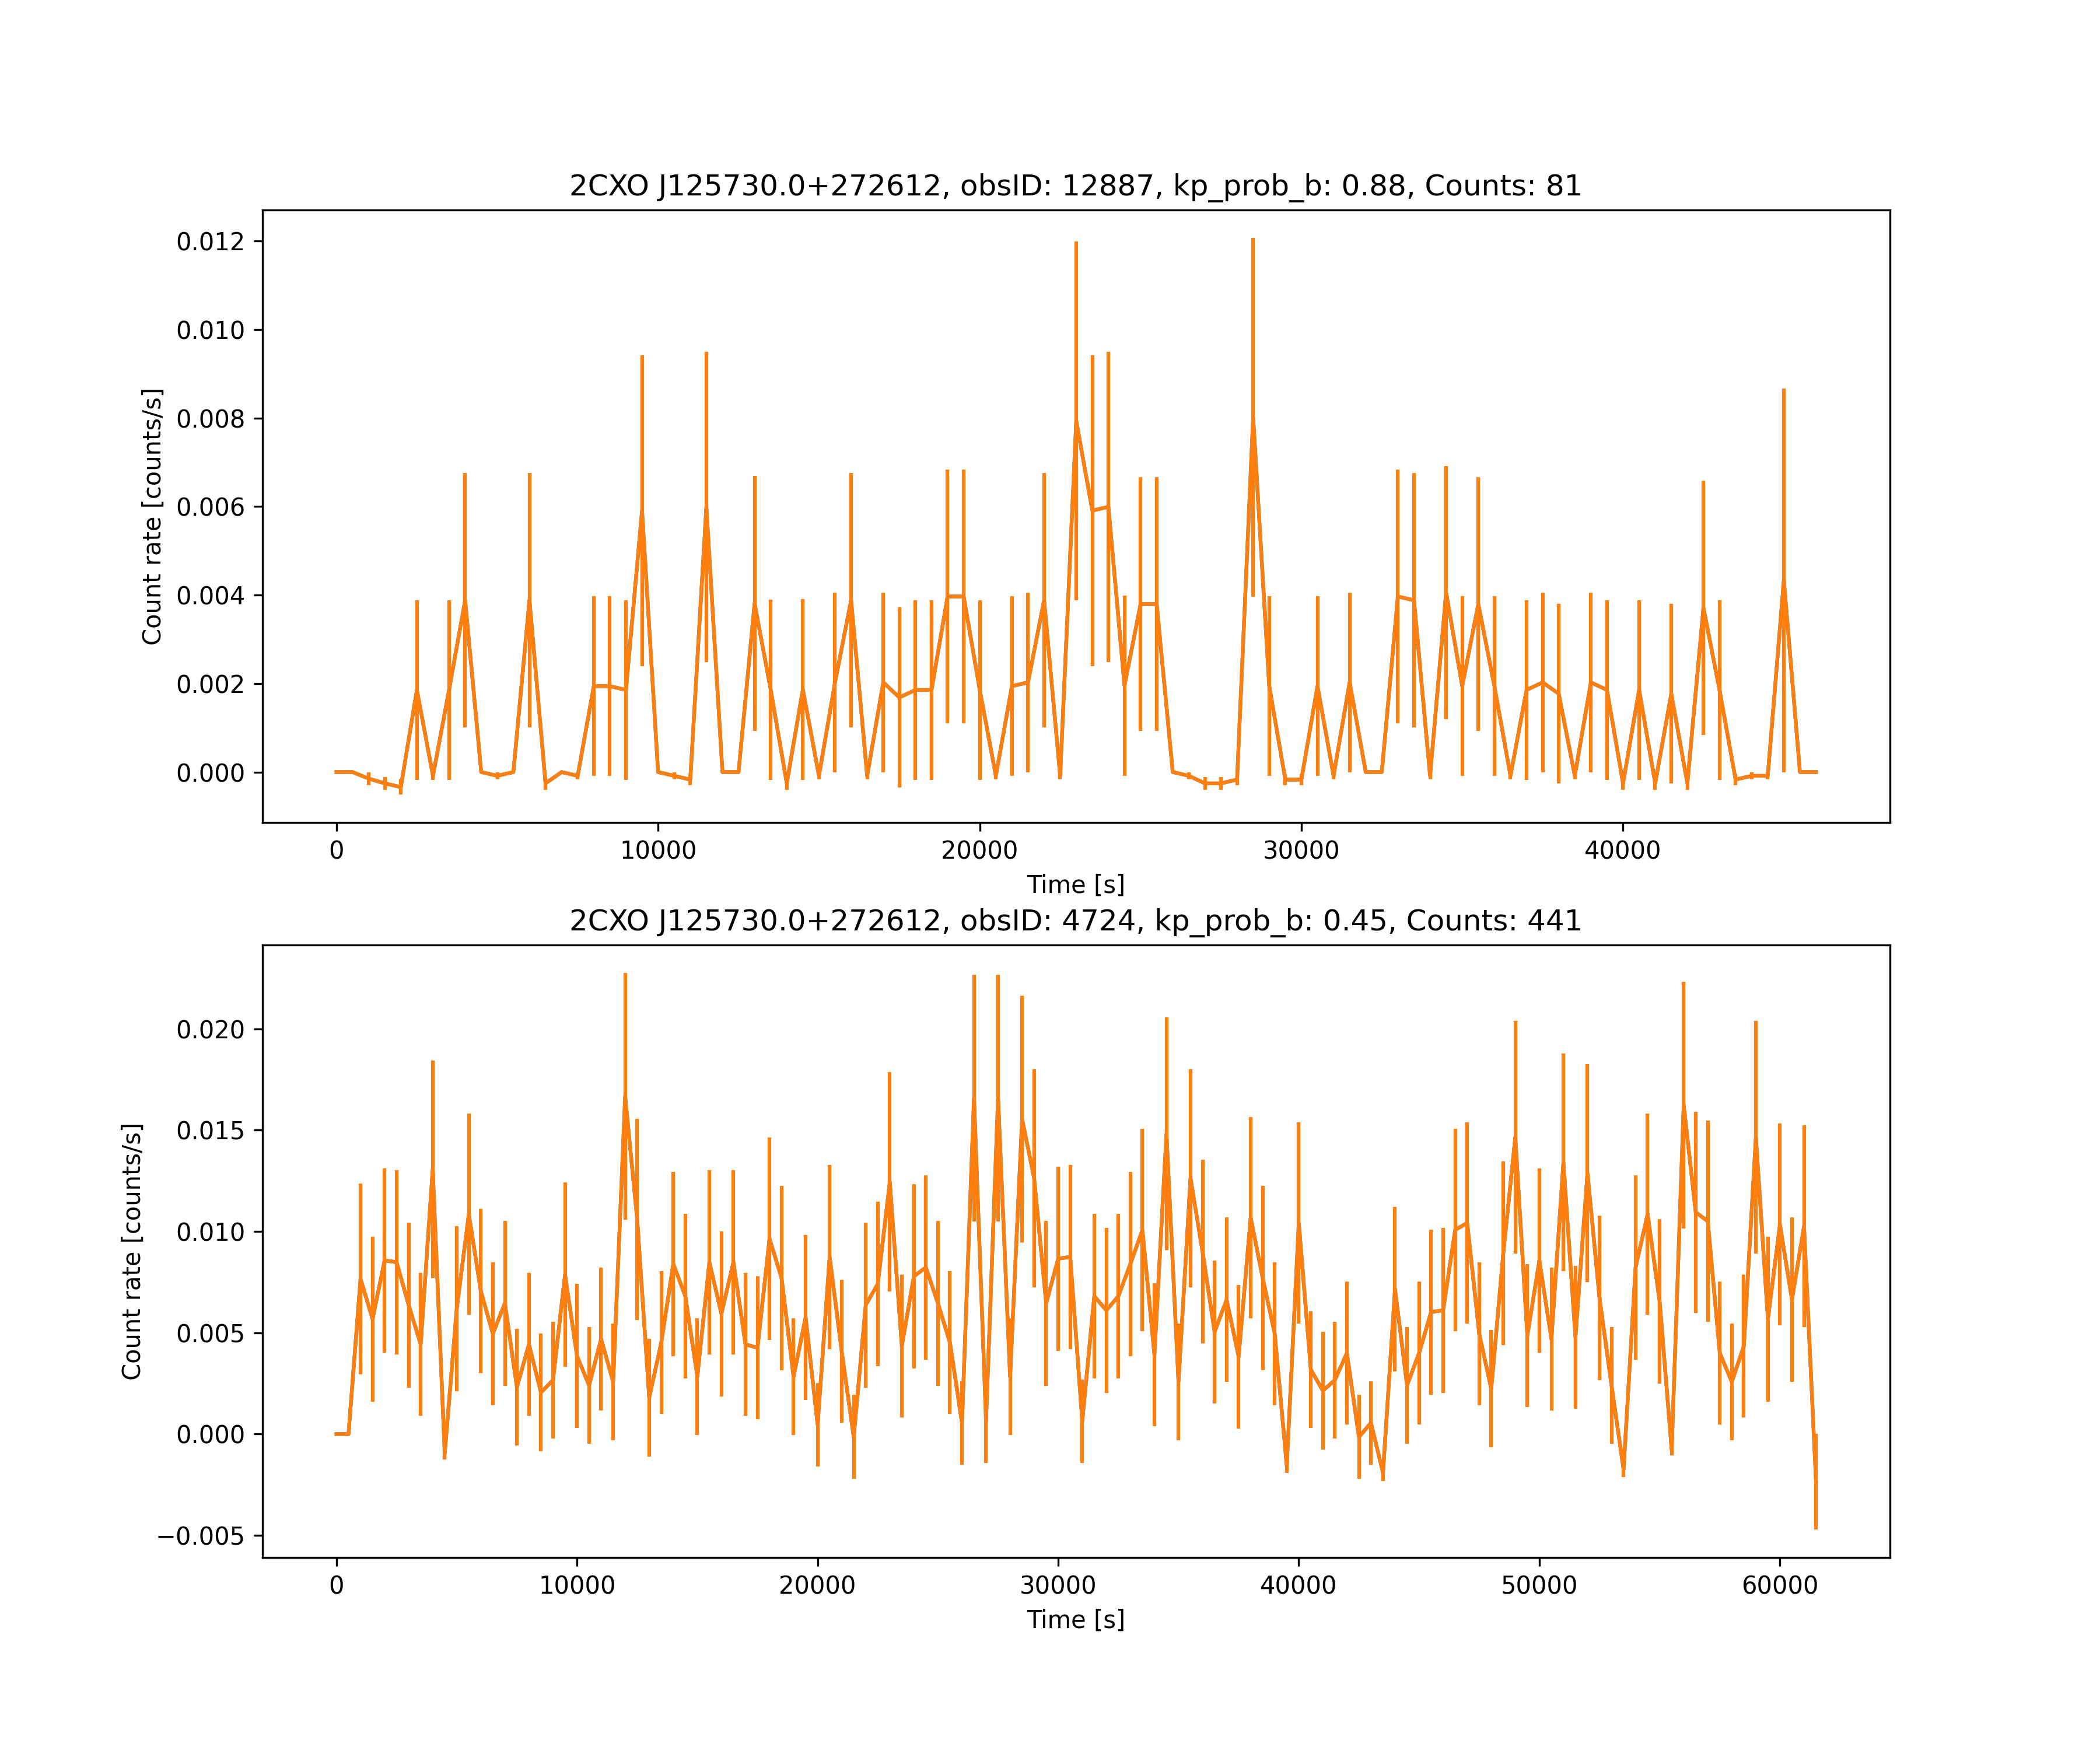 2CXO J125730.0+272612, obsID: 12887, kp_prob_b: 0.88, Counts: 81
Count rate [counts/s]
0.012
0.010
0.008
0.006
0.004
0.002
0.000
0 10000 20000 30000 40000
Time [s]
2CXO J125730.0+272612, obsID: 4724, kp_prob_b: 0.45, Counts: 441
Count rate [counts/s]
0.020
0.015
0.010
0.005
0.000
−0.005
0 10000 20000 30000 40000 50000 60000
Time [s]